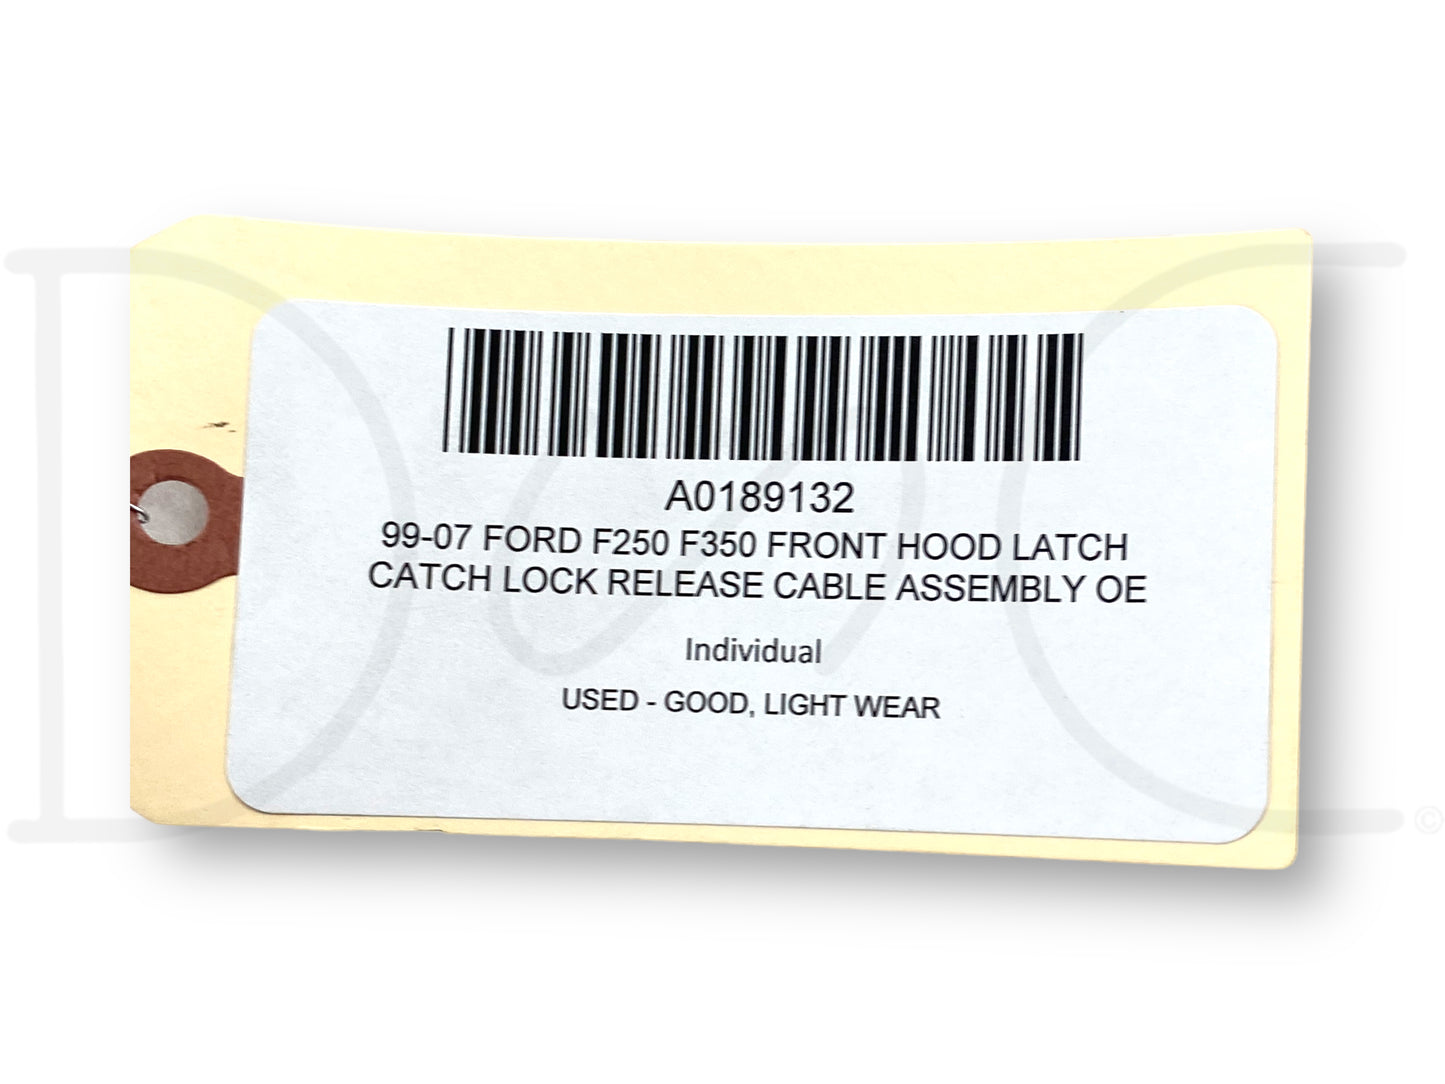 A0189132
99-07 FORD F250 F350 FRONT HOOD LATCH
CATCH LOCK RELEASE CABLE ASSEMBLY OE
Individual
USED - GOOD, LIGHT WEAR
©